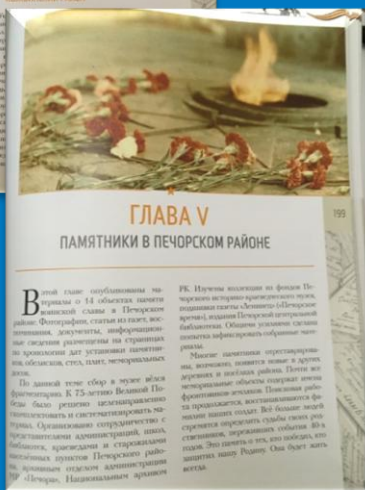 ГЛАВА V
ПАМЯТНИКИ В ПЕЧОРСКОМ РАЙОНЕ
199
В этой главе опубликованы ма-
териалы о 14 объектах памяти
воинской славы в Печорском
районе. Фотографии, статьи из газет, вос-
поминания, документы, информацион-
ные сведения размещены на страницах
по хронологии дат установки памятни-
ков, обелисков, стел, плит, мемориальных
досок.
По данной теме сбор в музее вёлся
фрагментарно. К 75-летию Великой По-
беды было решено целенаправленно
скомплектовать и систематизировать ма-
териал. Организовано сотрудничество с
представителями администраций, школ,
библиотек, краеведами и старожилами
населённых пунктов Печорского райо-
на, архивным отделом администрации
МР «Печора», Национальным архивом
РК. Изучены коллекции из фондов Пе-
чорского историко-краеведческого музея,
подшивки газеты «Ленинец» («Печорское
время»), издания Печорской центральной
библиотеки. Общими усилиями сделана
попытка зафиксировать собранные мате-
риалы.
Многие памятники отреставрирова-
ны, возможно, появятся новые в других
деревнях и посёлках района. Почти все
мемориальные объекты содержат имена
фронтовиков земляков. Поисковая рабо-
та продолжается, восстанавливаются фа-
милии наших солдат. Всё больше людей
стремятся определить судьбы своих род-
ственников, переживших события 40-х
годов. Это память о тех, кто победил, кто
защитил нашу Родину. Она будет жить
всегда.